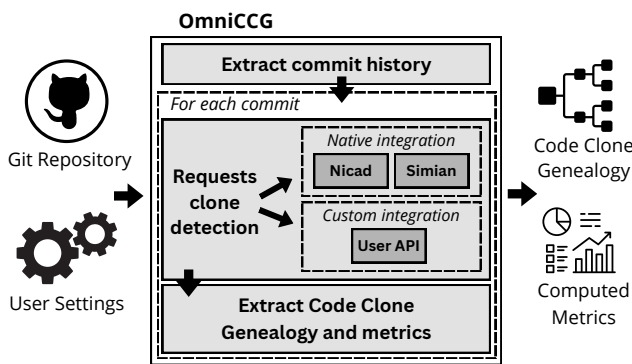 OmniCCG
Extract commit history
For each commit
Git Repository
User Settings
Requests
clone
detection
Native integration
Nicad
Simian
Custom integration
User API
Extract Code Clone
Genealogy and metrics
Code Clone
Genealogy
Computed
Metrics